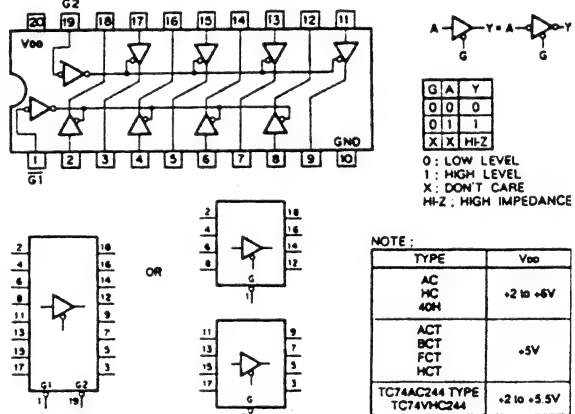 G2
20 19 18 17 16 15 14 13 12 11
VDD
GND
1 2 3 4 5 6 7 8 9 10
G1
A Y = A Y
G G
G A Y
0 0 0
0 1 1
X X HI-Z
0 ; LOW LEVEL
1 ; HIGH LEVEL
X ; DON'T CARE
HI-Z ; HIGH IMPEDANCE
2 18
4 16
6 14
8 12
11 9
13 7
15 5
17 3
G1 G2
1 19
OR
2 18
4 16
6 14
8 12
G
1
11 9
13 7
15 5
17 3
G
NOTE ;
TYPE VDD
AC
HC +2 to +6V
40H
ACT
BCT
FCT +5V
HCT
TC74AC244 TYPE
TC74VHC244 +2 to +5.5V